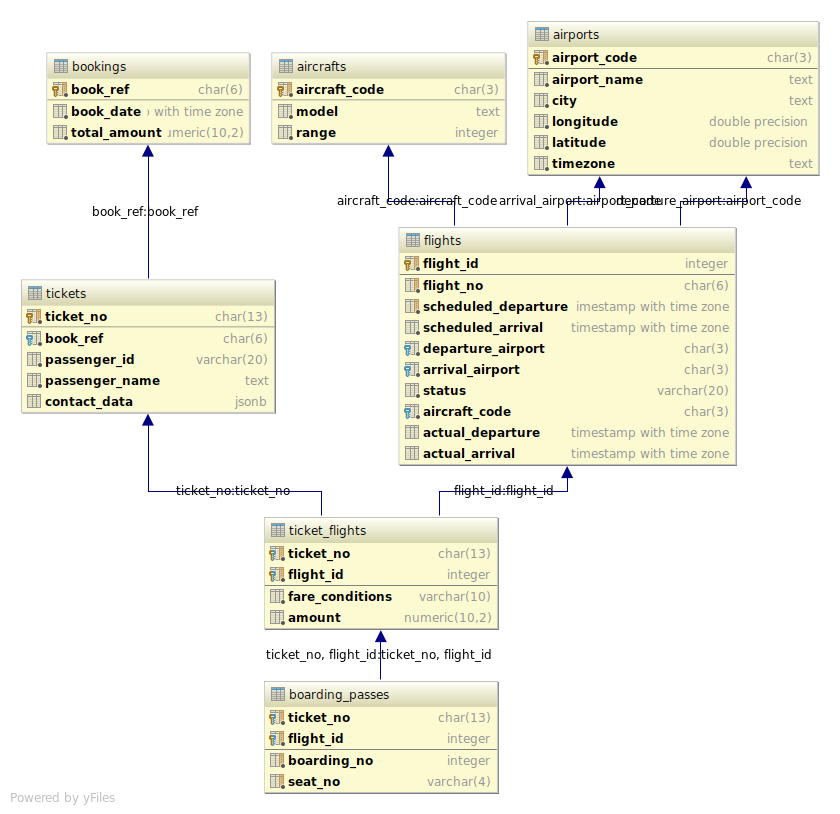 bookings
book_ref char(6)
book_date with time zone
total_amount umeric(10,2)
aircrafts
aircraft_code char(3)
model text
range integer
airports
airport_code char(3)
airport_name text
city text
longitude double precision
latitude double precision
timezone text
book_ref:book_ref
aircraft_code:aircraft_code
arrival_airport:airport_code
departure_airport:airport_code
tickets
ticket_no char(13)
book_ref char(6)
passenger_id varchar(20)
passenger_name text
contact_data jsonb
flights
flight_id integer
flight_no char(6)
scheduled_departure imestamp with time zone
scheduled_arrival timestamp with time zone
departure_airport char(3)
arrival_airport char(3)
status varchar(20)
aircraft_code char(3)
actual_departure timestamp with time zone
actual_arrival timestamp with time zone
ticket_no:ticket_no
flight_id:flight_id
ticket_flights
ticket_no char(13)
flight_id integer
fare_conditions varchar(10)
amount numeric(10,2)
ticket_no, flight_id:ticket_no, flight_id
boarding_passes
ticket_no char(13)
flight_id integer
boarding_no integer
seat_no varchar(4)
Powered by yFiles